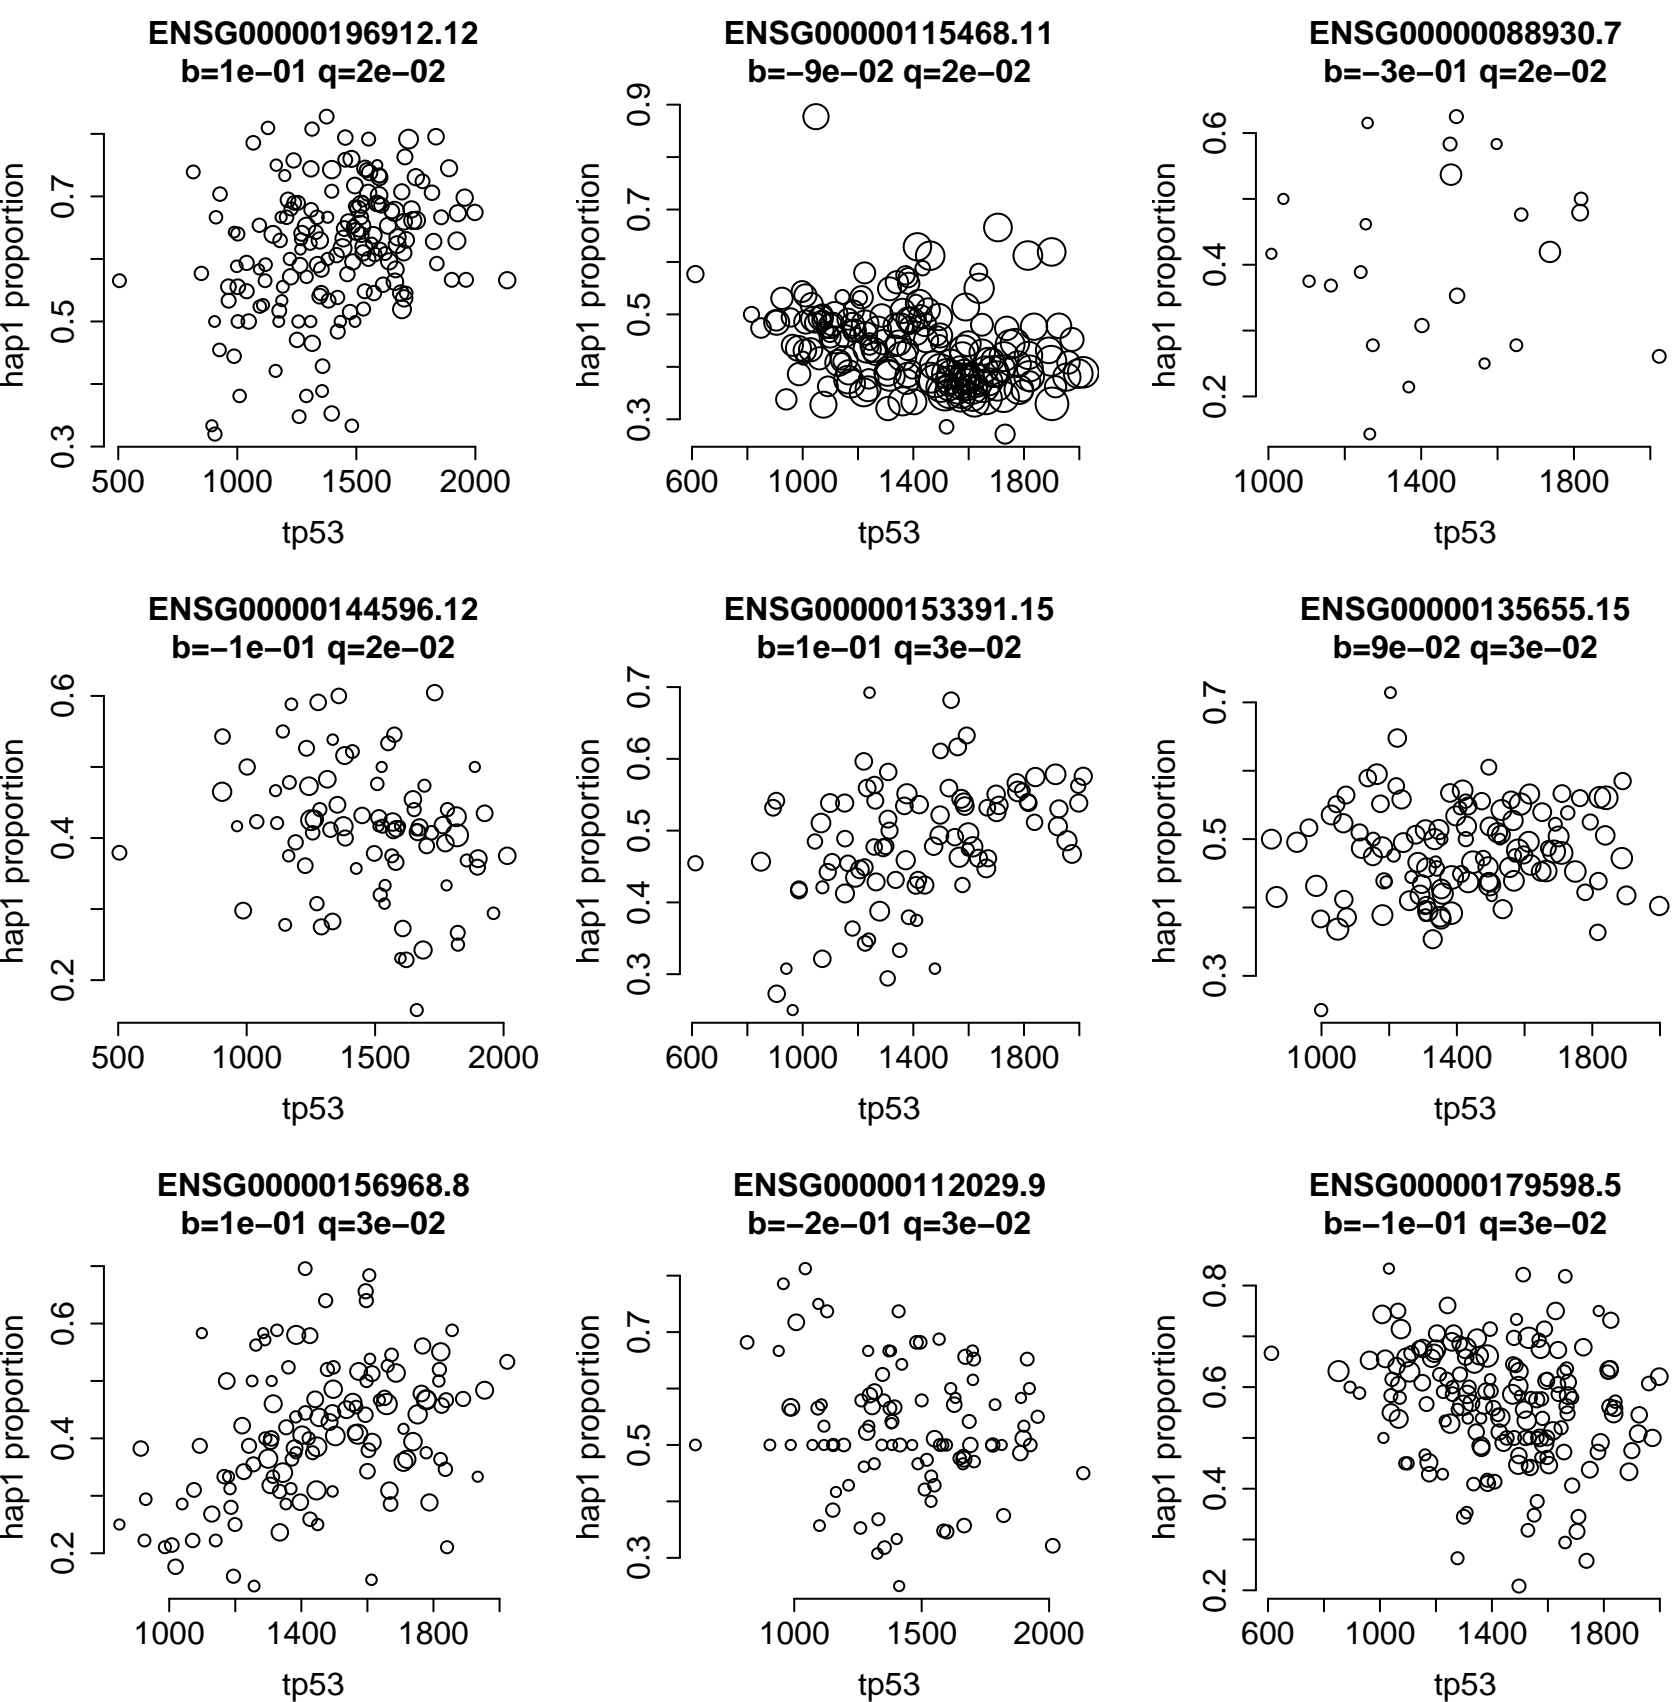 ENSG00000196912.12
b=1e−01 q=2e−02
hap1 proportion
0.3 0.5 0.7
500 1000 1500 2000
tp53
ENSG00000115468.11
b=−9e−02 q=2e−02
hap1 proportion
0.3 0.5 0.7 0.9
600 1000 1400 1800
tp53
ENSG00000088930.7
b=−3e−01 q=2e−02
hap1 proportion
0.2 0.4 0.6
1000 1400 1800
tp53
ENSG00000144596.12
b=−1e−01 q=2e−02
hap1 proportion
0.2 0.4 0.6
500 1000 1500 2000
tp53
ENSG00000153391.15
b=1e−01 q=3e−02
hap1 proportion
0.3 0.4 0.5 0.6 0.7
600 1000 1400 1800
tp53
ENSG00000135655.15
b=9e−02 q=3e−02
hap1 proportion
0.3 0.5 0.7
1000 1400 1800
tp53
ENSG00000156968.8
b=1e−01 q=3e−02
hap1 proportion
0.2 0.4 0.6
1000 1400 1800
tp53
ENSG00000112029.9
b=−2e−01 q=3e−02
hap1 proportion
0.3 0.5 0.7
1000 1500 2000
tp53
ENSG00000179598.5
b=−1e−01 q=3e−02
hap1 proportion
0.2 0.4 0.6 0.8
600 1000 1400 1800
tp53